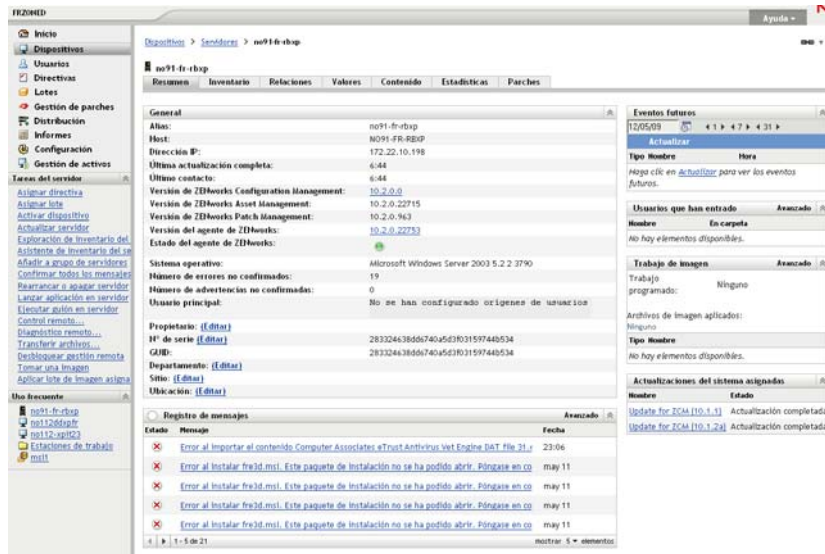 FRZOMED
Ayuda
Inicio
Dispositivos
Usuarios
Directivas
Lotes
Gestión de parches
Distribución
Informes
Configuración
Gestión de activos
Tareas del servidor
Asignar directiva
Asignar lote
Activar dispositivo
Actualizar servidor
Exploración de inventario del
Asistente de inventario del se
Añadir a grupo de servidores
Confirmar todos los mensajes
Rearrancar o apagar servidor
Lanzar aplicación en servidor
Ejecutar guión en servidor
Control remoto...
Diagnóstico remoto...
Transferir archivos...
Desbloquear gestión remota
Tomar una imagen
Aplicar lote de imagen asigna
Uso frecuente
no91-fr-rbxp
no112ddxpfr
no112-xpit23
Estaciones de trabajo
msi1
Dispositivos > Servidores > no91-fr-rbxp
no91-fr-rbxp
Resumen Inventario Relaciones Valores Contenido Estadísticas Parches
General
Alias: no91-fr-rbxp
Host: NO91-FR-RBXP
Dirección IP: 172.22.10.198
Última actualización completa: 6:44
Último contacto: 6:44
Versión de ZENworks Configuration Management: 10.2.0.0
Versión de ZENworks Asset Management: 10.2.0.22715
Versión de ZENworks Patch Management: 10.2.0.963
Versión del agente de ZENworks: 10.2.0.22753
Estado del agente de ZENworks:
Sistema operativo: Microsoft Windows Server 2003 5.2 2 3790
Número de errores no confirmados: 19
Número de advertencias no confirmadas: 0
Usuario principal: No se han configurado orígenes de usuarios
Propietario: (Editar)
N° de serie (Editar) 283324638dd6740a5d3f03159744b534
GUID: 283324638dd6740a5d3f03159744b534
Departamento: (Editar)
Sitio: (Editar)
Ubicación: (Editar)
Registro de mensajes Avanzado
Estado Mensaje Fecha
Error al importar el contenido Computer Associates eTrust Antivirus Vet Engine DAT file 31. 23:06
Error al instalar fre3d.msi. Este paquete de instalación no se ha podido abrir. Póngase en co may 11
Error al instalar fre3d.msi. Este paquete de instalación no se ha podido abrir. Póngase en co may 11
Error al instalar fre3d.msi. Este paquete de instalación no se ha podido abrir. Póngase en co may 11
Error al instalar fre3d.msi. Este paquete de instalación no se ha podido abrir. Póngase en co may 11
1 - 5 de 21 mostrar 5 elementos
Eventos futuros
12/05/09 1 7 31
Actualizar
Tipo Nombre Hora
Haga clic en Actualizar para ver los eventos
futuros.
Usuarios que han entrado Avanzado
Nombre En carpeta
No hay elementos disponibles.
Trabajo de imagen Avanzado
Trabajo
programado: Ninguno
Archivos de imagen aplicados:
Ninguno
Tipo Nombre
No hay elementos disponibles.
Actualizaciones del sistema asignadas
Nombre Estado
Update for ZCM (10.1.1) Actualización completada
Update for ZCM (10.1.2a) Actualización completada